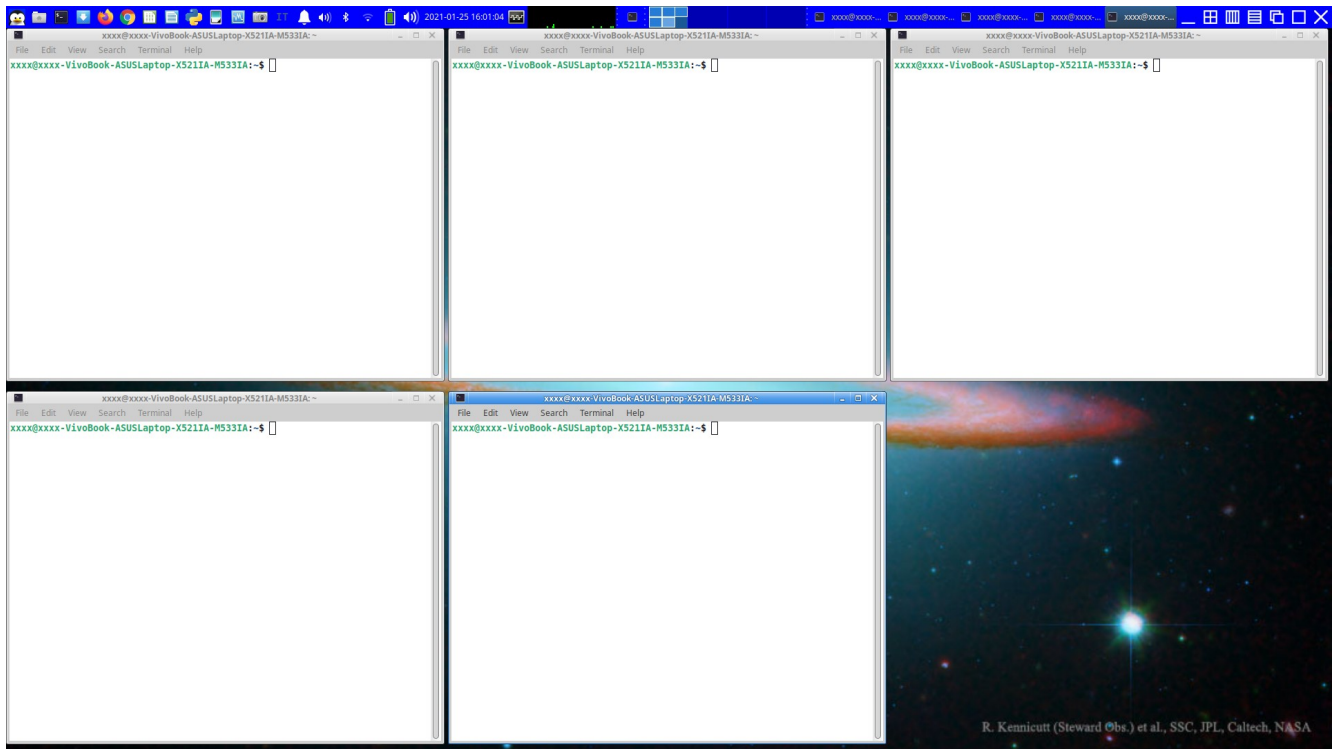 IT 2021-01-25 16:01:04 xxxx@xxxx-... xxxx@xxxx-... xxxx@xxxx-... xxxx@xxxx-... xxxx@xxxx-...
xxxx@xxxx-VivoBook-ASUSLaptop-X521IA-M533IA: ~
File Edit View Search Terminal Help
xxxx@xxxx-VivoBook-ASUSLaptop-X521IA-M533IA:~$
xxxx@xxxx-VivoBook-ASUSLaptop-X521IA-M533IA: ~
File Edit View Search Terminal Help
xxxx@xxxx-VivoBook-ASUSLaptop-X521IA-M533IA:~$
xxxx@xxxx-VivoBook-ASUSLaptop-X521IA-M533IA: ~
File Edit View Search Terminal Help
xxxx@xxxx-VivoBook-ASUSLaptop-X521IA-M533IA:~$
xxxx@xxxx-VivoBook-ASUSLaptop-X521IA-M533IA: ~
File Edit View Search Terminal Help
xxxx@xxxx-VivoBook-ASUSLaptop-X521IA-M533IA:~$
xxxx@xxxx-VivoBook-ASUSLaptop-X521IA-M533IA: ~
File Edit View Search Terminal Help
xxxx@xxxx-VivoBook-ASUSLaptop-X521IA-M533IA:~$
R. Kennicutt (Steward Obs.) et al., SSC, JPL, Caltech, NASA